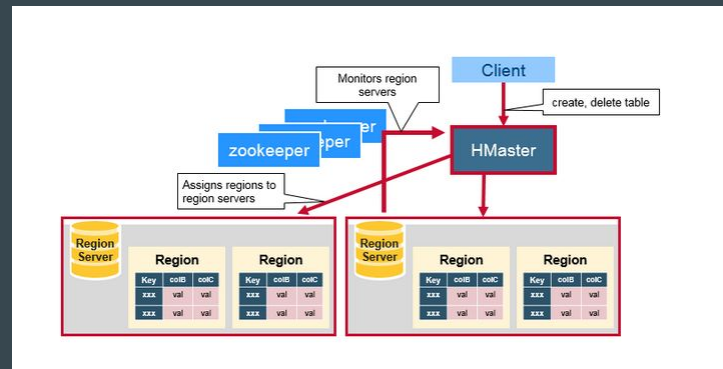 Client
Monitors region
servers
create, delete table
zookeeper
HMaster
Assigns regions to
region servers
Region
Server
Region
Key colB colC
xxx val val
xxx val val
Region
Key colB colC
xxx val val
xxx val val
Region
Server
Region
Key colB colC
xxx val val
xxx val val
Region
Key colB colC
xxx val val
xxx val val